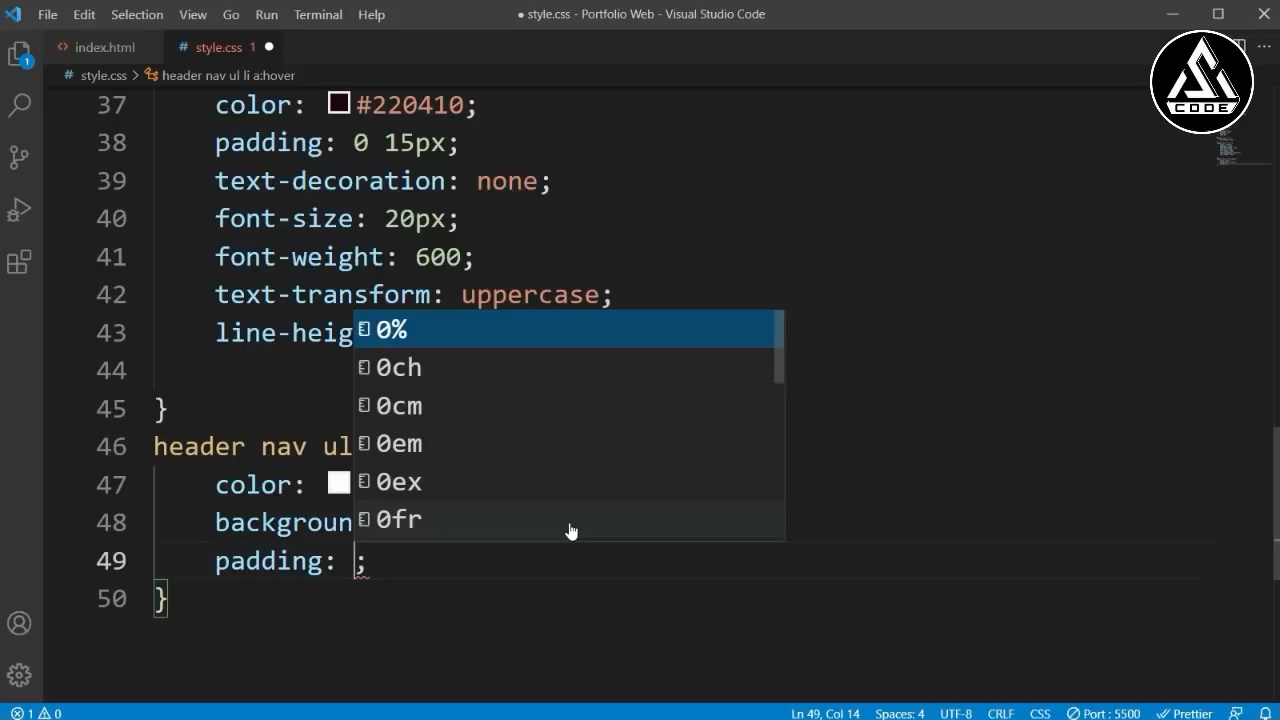 File Edit Selection View Go Run Terminal Help
● style.css - Portfolio Web - Visual Studio Code
index.html
# style.css 1
# style.css > header nav ul li a:hover
CODE
1
37 color: #220410;
38 padding: 0 15px;
39 text-decoration: none;
40 font-size: 20px;
41 font-weight: 600;
42 text-transform: uppercase;
43 line-heig
44
45 }
46 header nav ul
47 color:
48 backgroun
49 padding: ;
50 }
0%
0ch
0cm
0em
0ex
0fr
1 0
Ln 49, Col 14 Spaces: 4 UTF-8 CRLF CSS Port : 5500 Prettier